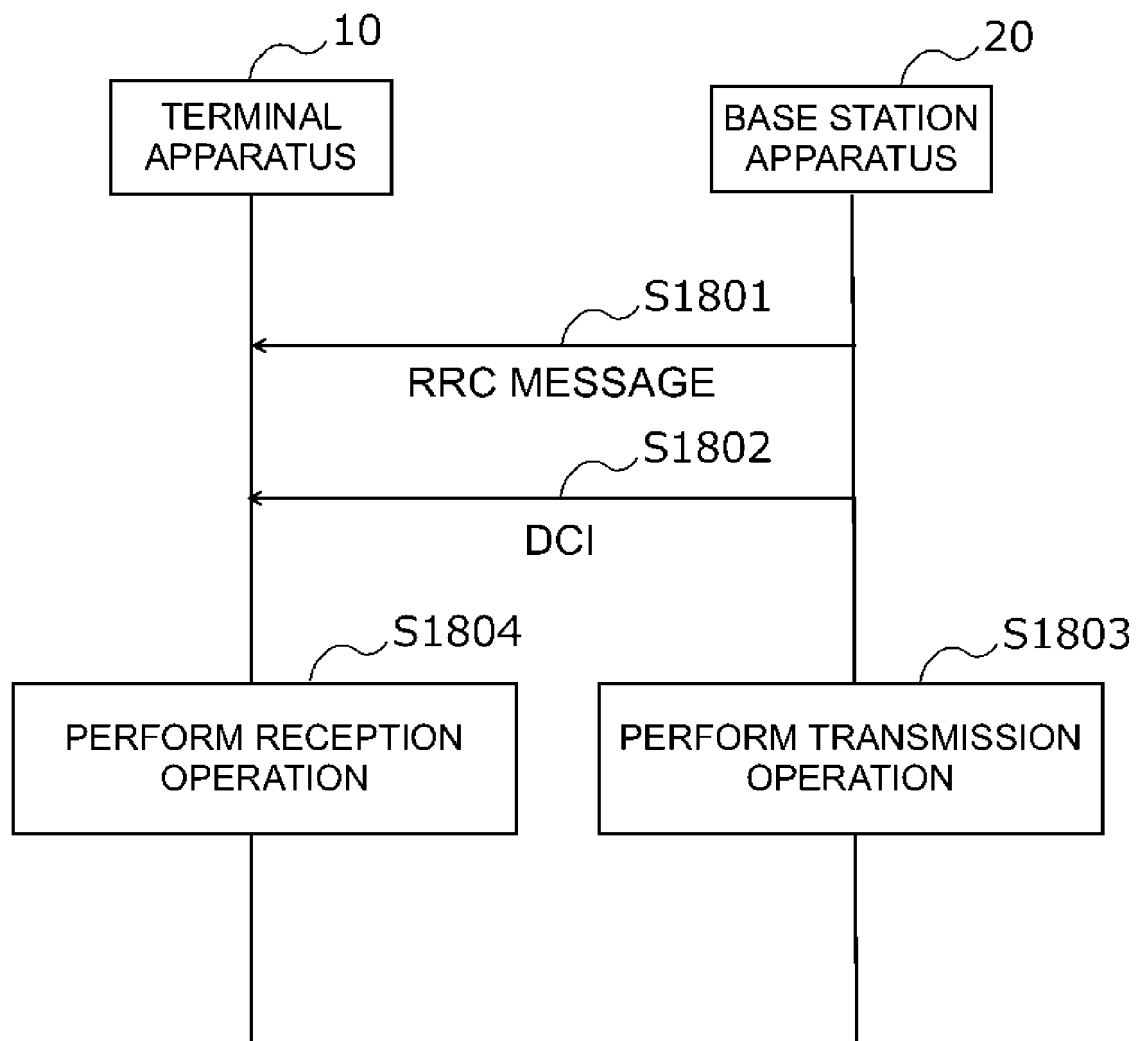 10
20
TERMINAL
APPARATUS
BASE STATION
APPARATUS
S1801
RRC MESSAGE
S1802
DCI
S1804
S1803
PERFORM RECEPTION
OPERATION
PERFORM TRANSMISSION
OPERATION